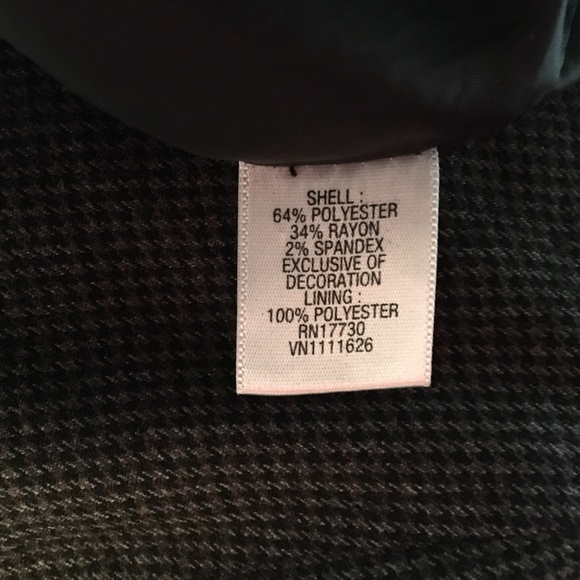 SHELL :
64% POLYESTER
34% RAYON
2% SPANDEX
EXCLUSIVE OF
DECORATION
LINING :
100% POLYESTER
RN17730
VN1111626